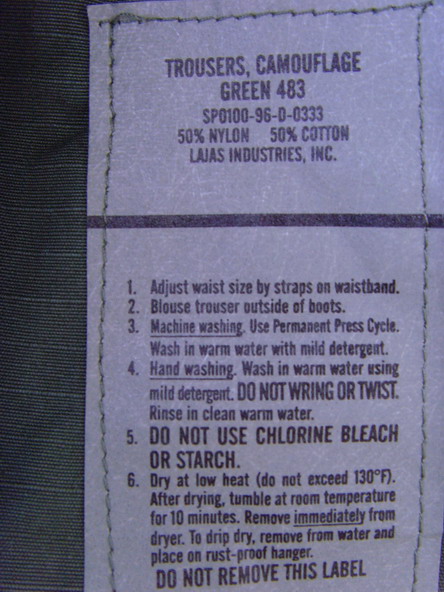 TROUSERS, CAMOUFLAGE
GREEN 483
SPO100-96-D-0333
50% NYLON 50% COTTON
LAJAS INDUSTRIES, INC.
1. Adjust waist size by straps on waistband.
2. Blouse trouser outside of boots.
3. Machine washing. Use Permanent Press Cycle.
Wash in warm water with mild detergent.
4. Hand washing. Wash in warm water using
mild detergent. DO NOT WRING OR TWIST.
Rinse in clean warm water.
5. DO NOT USE CHLORINE BLEACH
OR STARCH.
6. Dry at low heat (do not exceed 130°F).
After drying, tumble at room temperature
for 10 minutes. Remove immediately from
dryer. To drip dry, remove from water and
place on rust-proof hanger.
DO NOT REMOVE THIS LABEL